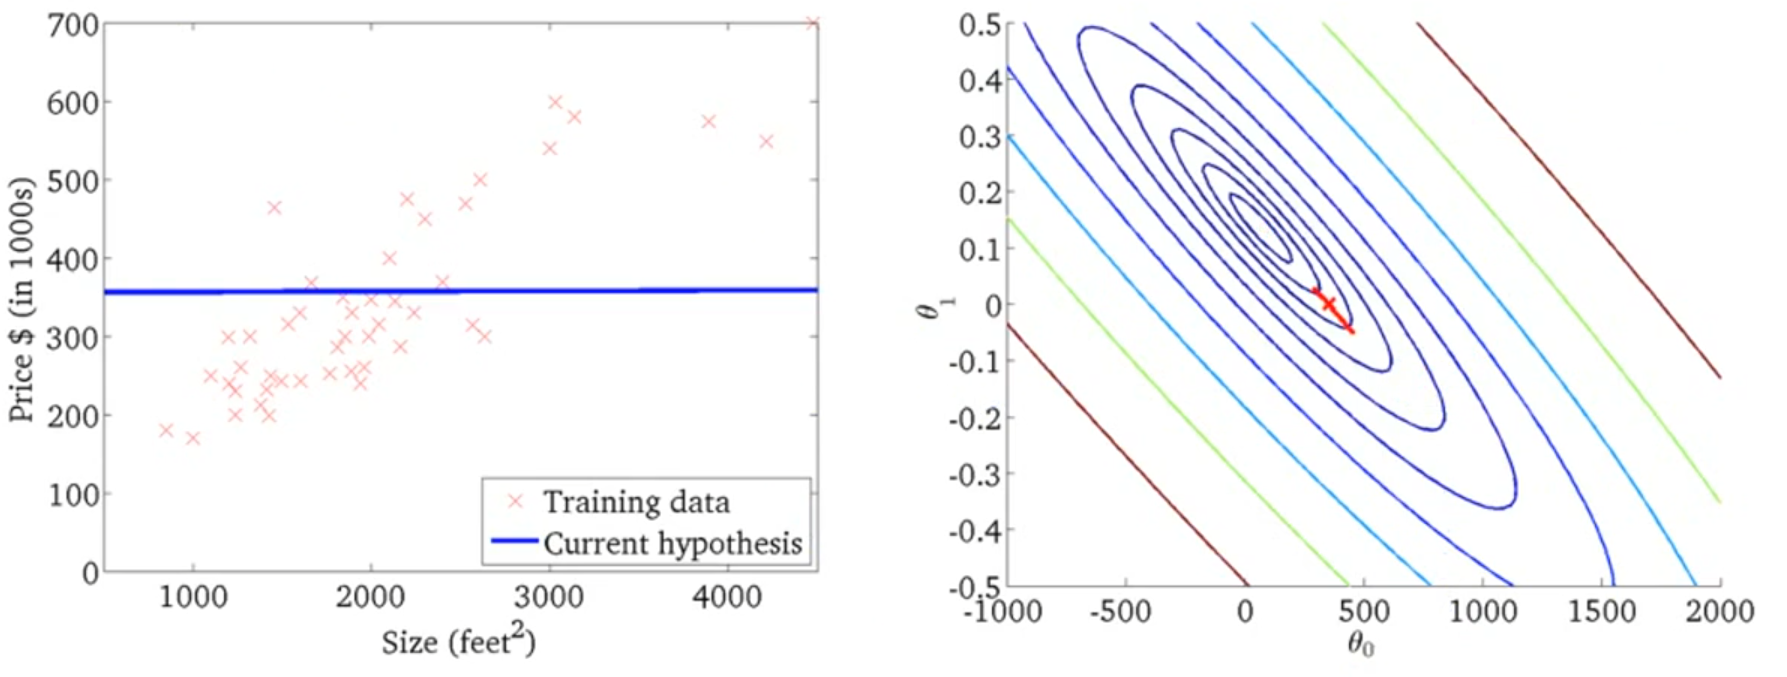 700
600
500
400
300
200
100
0
Price $ (in 1000s)
1000 2000 3000 4000
Size (feet²)
Training data
Current hypothesis
0.5
0.4
0.3
0.2
0.1
0
-0.1
-0.2
-0.3
-0.4
-0.5
θ₁
-1000 -500 0 500 1000 1500 2000
θ₀